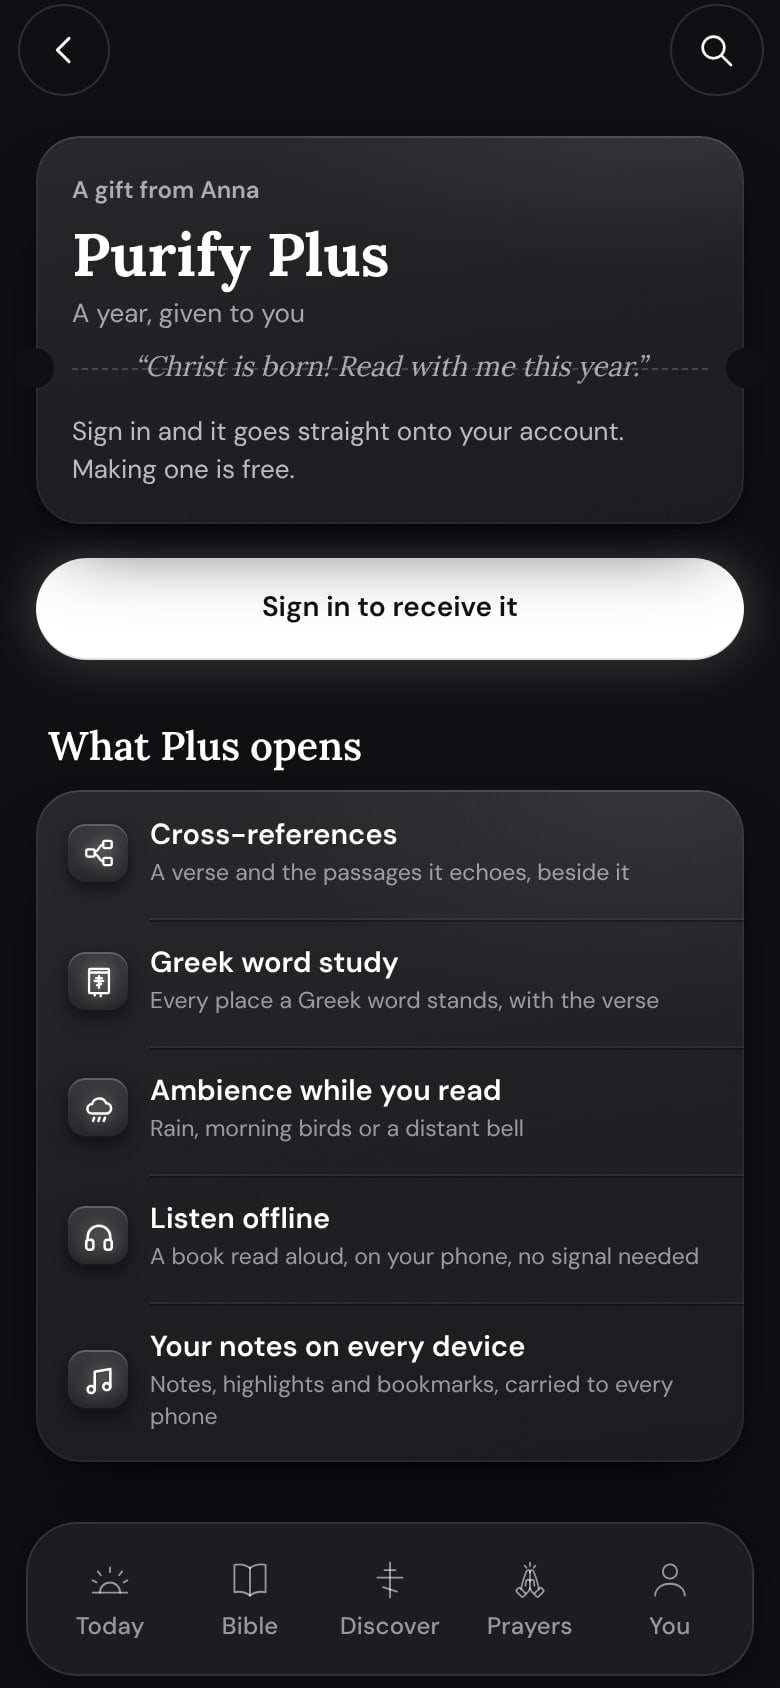 A gift from Anna
Purify Plus
A year, given to you
“Christ is born! Read with me this year.”
Sign in and it goes straight onto your account.
Making one is free.
Sign in to receive it
What Plus opens
Cross-references
A verse and the passages it echoes, beside it
Greek word study
Every place a Greek word stands, with the verse
Ambience while you read
Rain, morning birds or a distant bell
Listen offline
A book read aloud, on your phone, no signal needed
Your notes on every device
Notes, highlights and bookmarks, carried to every
phone
Today
Bible
Discover
Prayers
You